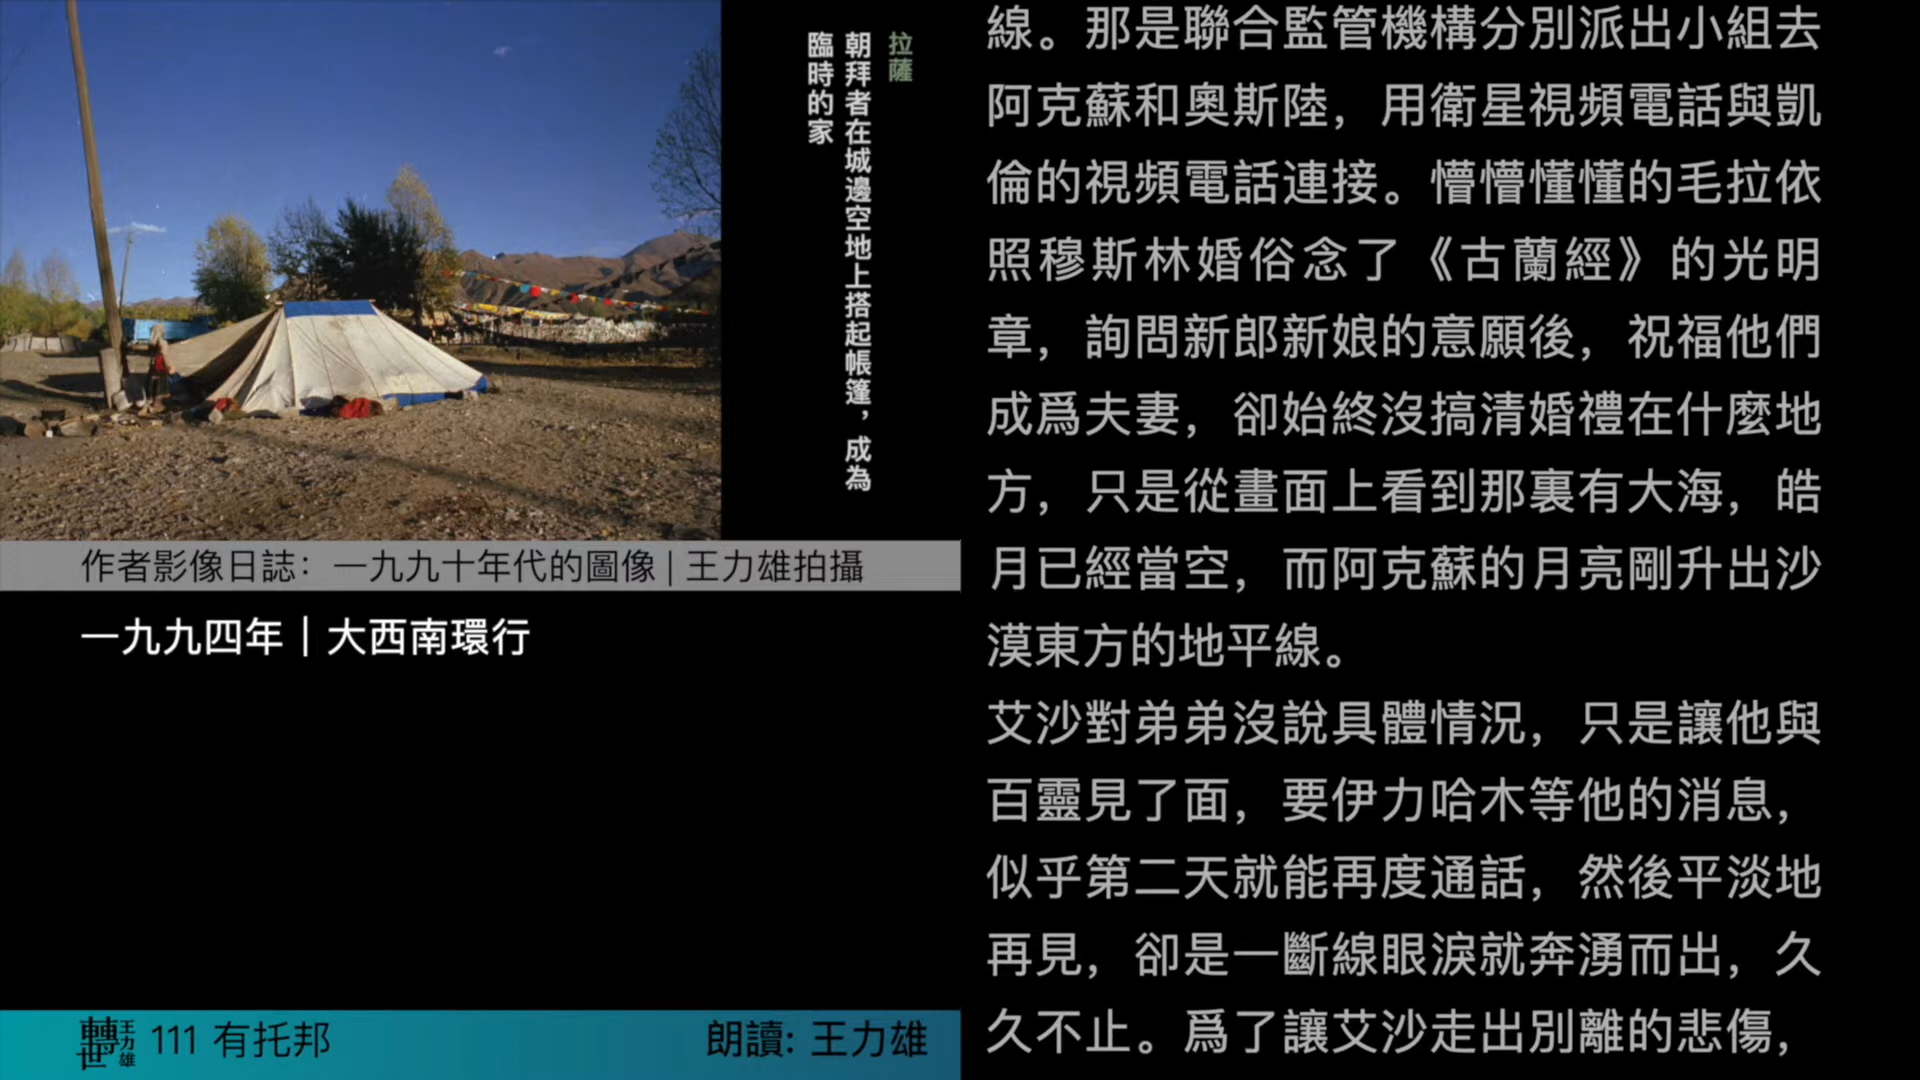 拉薩
朝拜者在城邊空地上搭起帳篷，成為
臨時的家
作者影像日誌：一九九十年代的圖像 | 王力雄拍攝
一九九四年｜大西南環行
轉世
王力雄
111 有托邦
朗讀: 王力雄
線。那是聯合監管機構分別派出小組去
阿克蘇和奧斯陸，用衛星視頻電話與凱
倫的視頻電話連接。懵懵懂懂的毛拉依
照穆斯林婚俗念了《古蘭經》的光明
章，詢問新郎新娘的意願後，祝福他們
成爲夫妻，卻始終沒搞清婚禮在什麼地
方，只是從畫面上看到那裏有大海，皓
月已經當空，而阿克蘇的月亮剛升出沙
漠東方的地平線。
艾沙對弟弟沒說具體情況，只是讓他與
百靈見了面，要伊力哈木等他的消息，
似乎第二天就能再度通話，然後平淡地
再見，卻是一斷線眼淚就奔湧而出，久
久不止。爲了讓艾沙走出別離的悲傷，